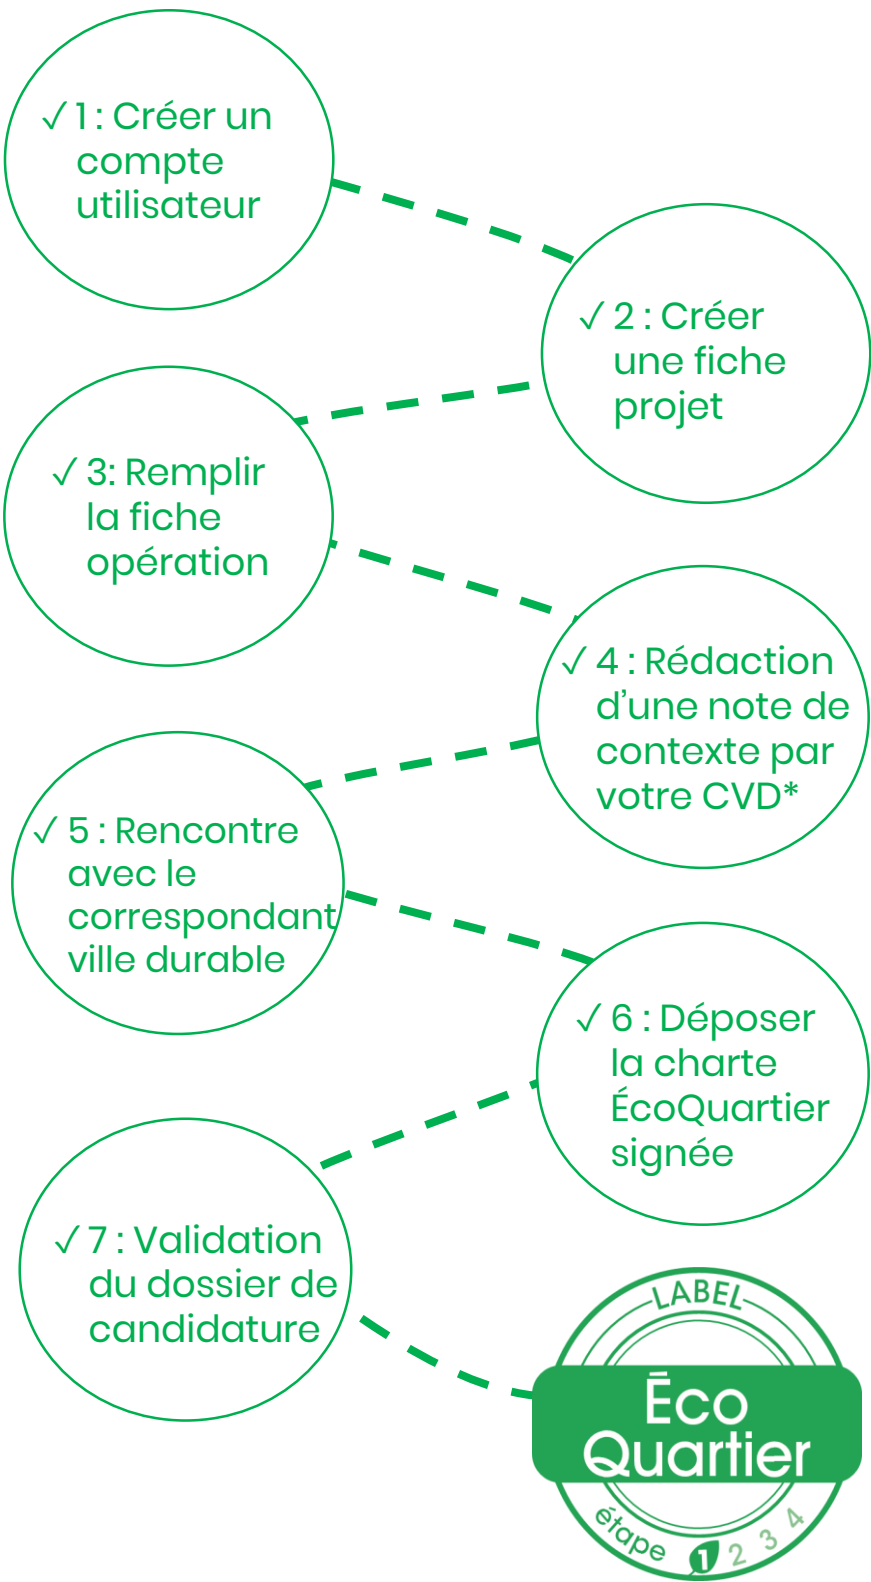 ✓ 1 : Créer un
compte
utilisateur
✓ 2 : Créer
une fiche
projet
✓ 3: Remplir
la fiche
opération
✓ 4 : Rédaction
d’une note de
contexte par
votre CVD*
✓ 5 : Rencontre
avec le
correspondant
ville durable
✓ 6 : Déposer
la charte
ÉcoQuartier
signée
✓ 7 : Validation
du dossier de
candidature
LABEL
Éco
Quartier
étape 1 2 3 4